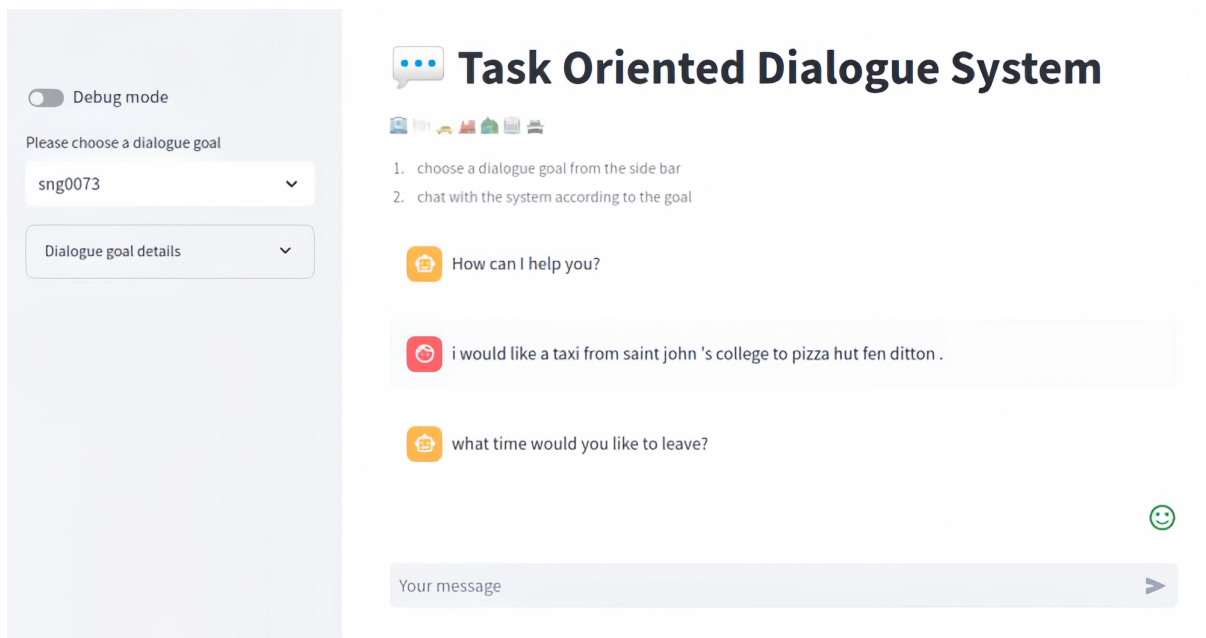 Debug mode
Please choose a dialogue goal
sng0073
Dialogue goal details
Task Oriented Dialogue System
1. choose a dialogue goal from the side bar
2. chat with the system according to the goal
How can I help you?
i would like a taxi from saint john 's college to pizza hut fen ditton .
what time would you like to leave?
Your message